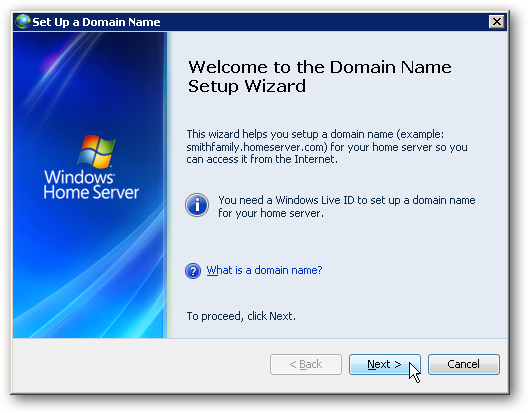 Set Up a Domain Name
Welcome to the Domain Name
Setup Wizard
This wizard helps you setup a domain name (example:
smithfamily.homeserver.com) for your home server so you
can access it from the Internet.
Windows
Home Server
You need a Windows Live ID to set up a domain name
for your home server.
What is a domain name?
To proceed, click Next.
< Back
Next >
Cancel